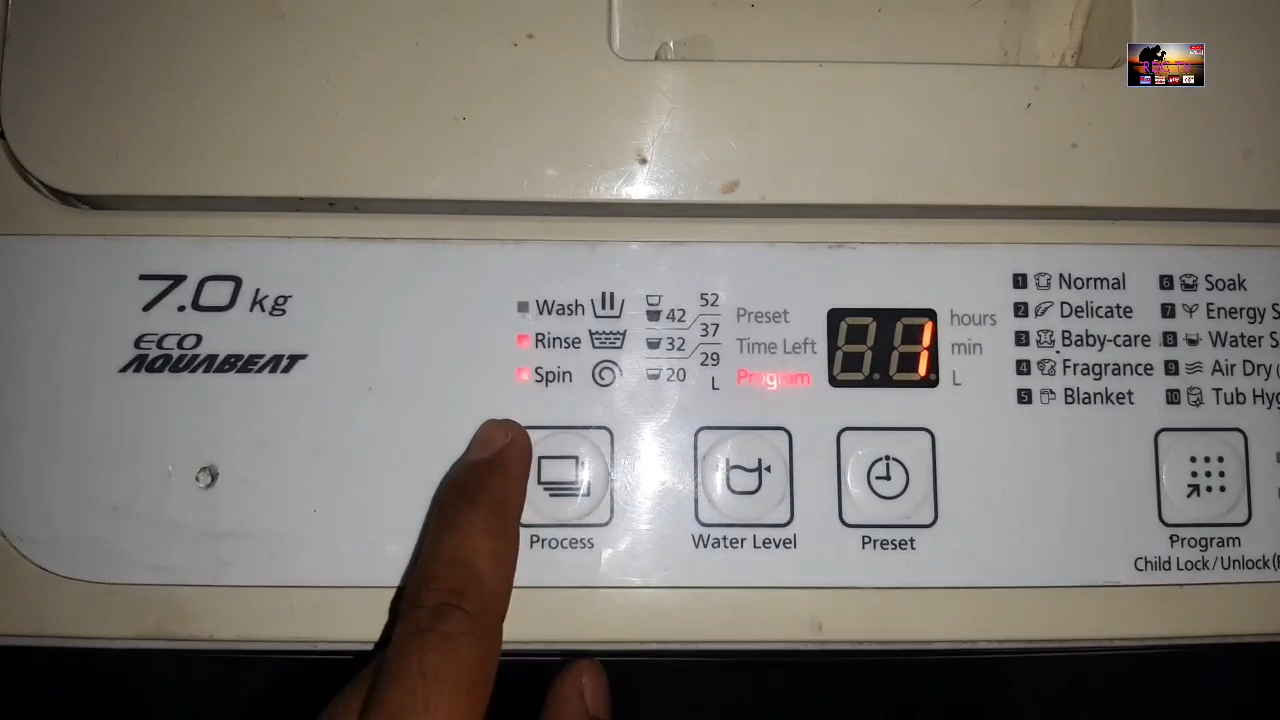 7.0 kg
ECO
AQUABEAT
Wash
Rinse
Spin
52
42
37
32
29
20
L
Preset
Time Left
Program
1
hours
min
L
1 Normal
2 Delicate
3 Baby-care
4 Fragrance
5 Blanket
6 Soak
7 Energy S
8 Water S
9 Air Dry (
10 Tub Hyg
Process
Water Level
Preset
Program
Child Lock/Unlock(